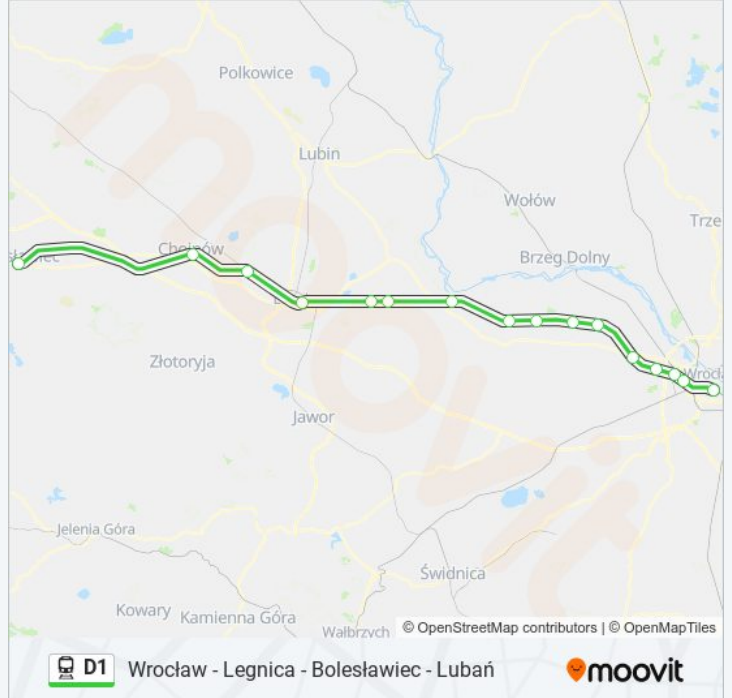 Polkowice
Lubin
Wołów
Trze
Chojnów
Brzeg Dolny
Złotoryja
Jawor
Jelenia Góra
Świdnica
Kowary
Kamienna Góra
Wałbrzych
© OpenStreetMap contributors | © OpenMapTiles
D1 Wrocław - Legnica - Bolesławiec - Lubań
moovit